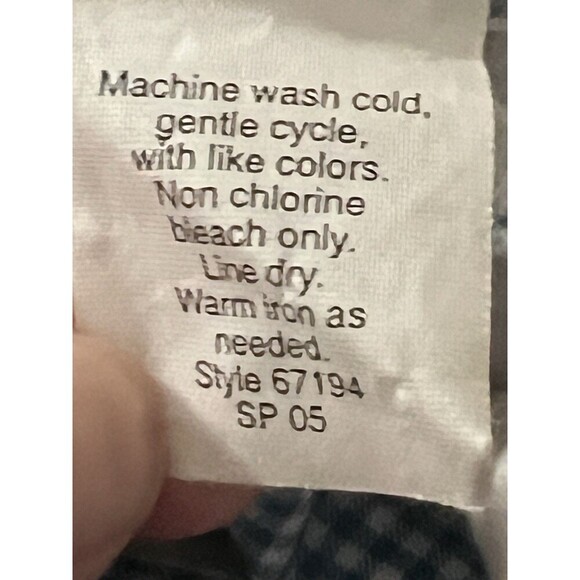 Machine wash cold,
gentle cycle,
with like colors.
Non chlorine
bleach only.
Line dry.
Warm iron as
needed.
Style 67194
SP 05